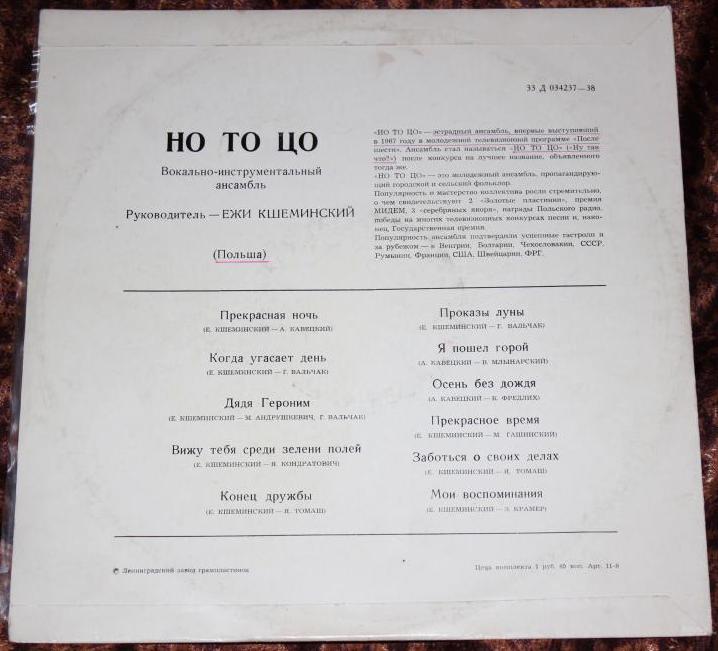 33 Д 034237—38
НО ТО ЦО
Вокально-инструментальный
ансамбль
Руководитель — ЕЖИ КШЕМИНСКИЙ
(Польша)
«НО ТО ЦО» — эстрадный ансамбль, впервые выступивший
в 1967 году в молодежной телевизионной программе «После
шести». Ансамбль стал называться «НО ТО ЦО» («Ну так
что?») после конкурса на лучшее название, объявленного
тогда же.
«НО ТО ЦО» — это молодежный ансамбль, пропагандирую-
щий городской и сельский фольклор.
Популярность и мастерство коллектива росли стремительно,
о чем свидетельствуют 2 «Золотые пластинки», премия
МИДЕМ, 3 «серебряных якоря», награды Польского радио,
победы на многих телевизионных конкурсах песни и, нако-
нец, Государственная премия.
Популярность ансамбля подтвердили успешные гастроли и
за рубежом — в Венгрии, Болгарии, Чехословакии, СССР,
Румынии, Франции, США, Швейцарии, ФРГ.
Прекрасная ночь
(Е. КШЕМИНСКИЙ — А. КАВЕЦКИЙ)
Когда угасает день
(Е. КШЕМИНСКИЙ — Г. ВАЛЬЧАК)
Дядя Героним
(Е. КШЕМИНСКИЙ — М. АНДРУШКЕВИЧ, Г. ВАЛЬЧАК)
Вижу тебя среди зелени полей
(Е. КШЕМИНСКИЙ — Я. КОНДРАТОВИЧ)
Конец дружбы
(Е. КШЕМИНСКИЙ — Я. ТОМАШ)
Проказы луны
(Е. КШЕМИНСКИЙ — Г. ВАЛЬЧАК)
Я пошел горой
(А. КАВЕЦКИЙ — В. МЛЫНАРСКИЙ)
Осень без дождя
(А. КАВЕЦКИЙ — К. ФРЕДЛИХ)
Прекрасное время
(Е. КШЕМИНСКИЙ — М. ГАШИНСКИЙ)
Заботься о своих делах
(Е. КШЕМИНСКИЙ — Я. ТОМАШ)
Мои воспоминания
(Е. КШЕМИНСКИЙ — Э. КРАМЕР)
Ленинградский завод грампластинок
Цена комплекта 1 руб. 80 коп. Арт. 11-8